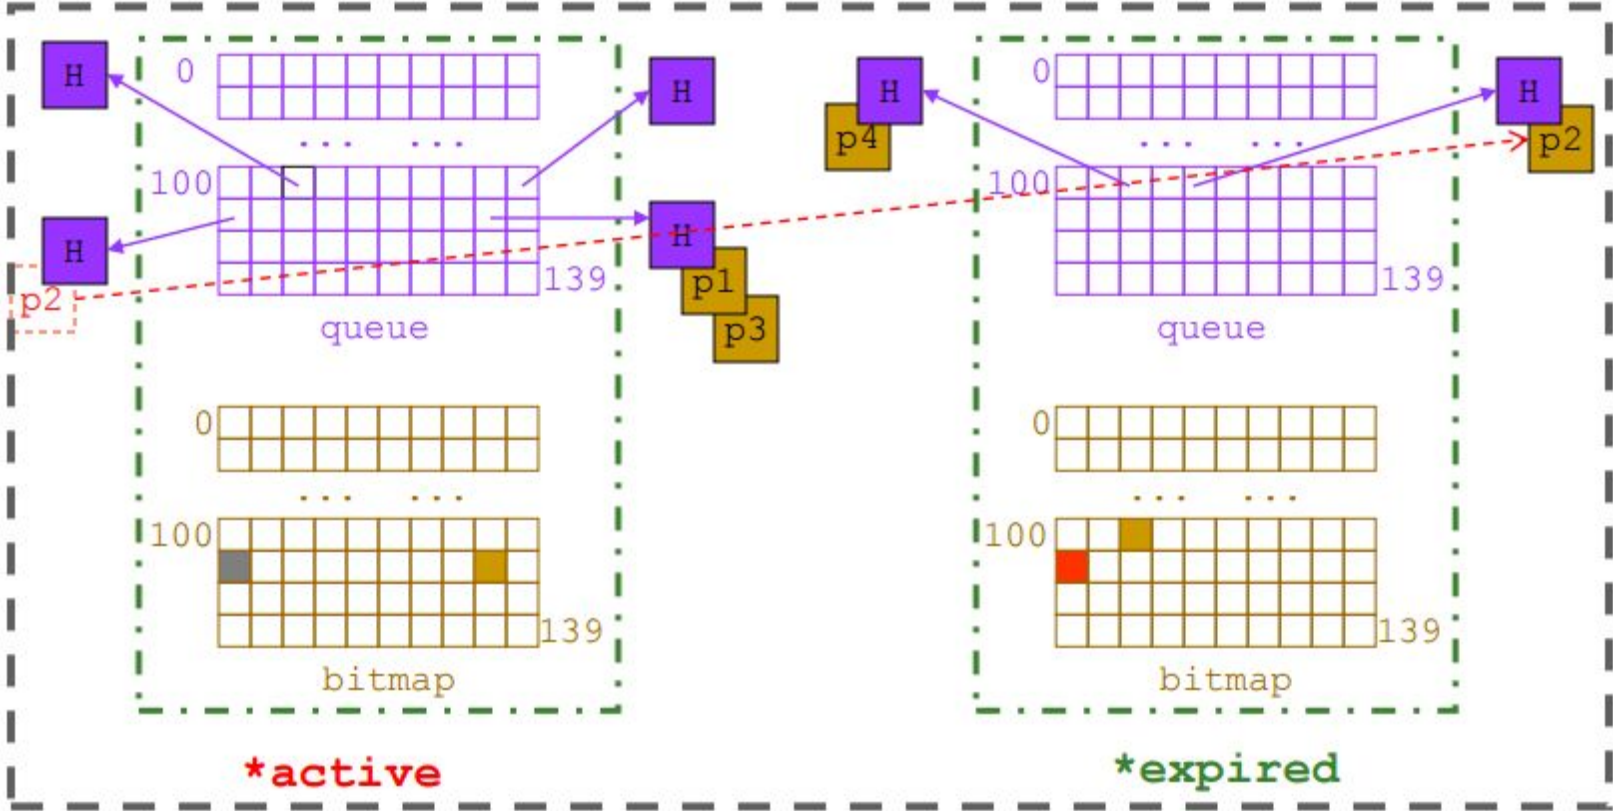 H
0
H
H
0
H
p4
p2
... ...
... ...
100
100
H
H
p2
p1
p3
139
139
queue
queue
0
0
... ...
... ...
100
100
139
139
bitmap
bitmap
*active
*expired